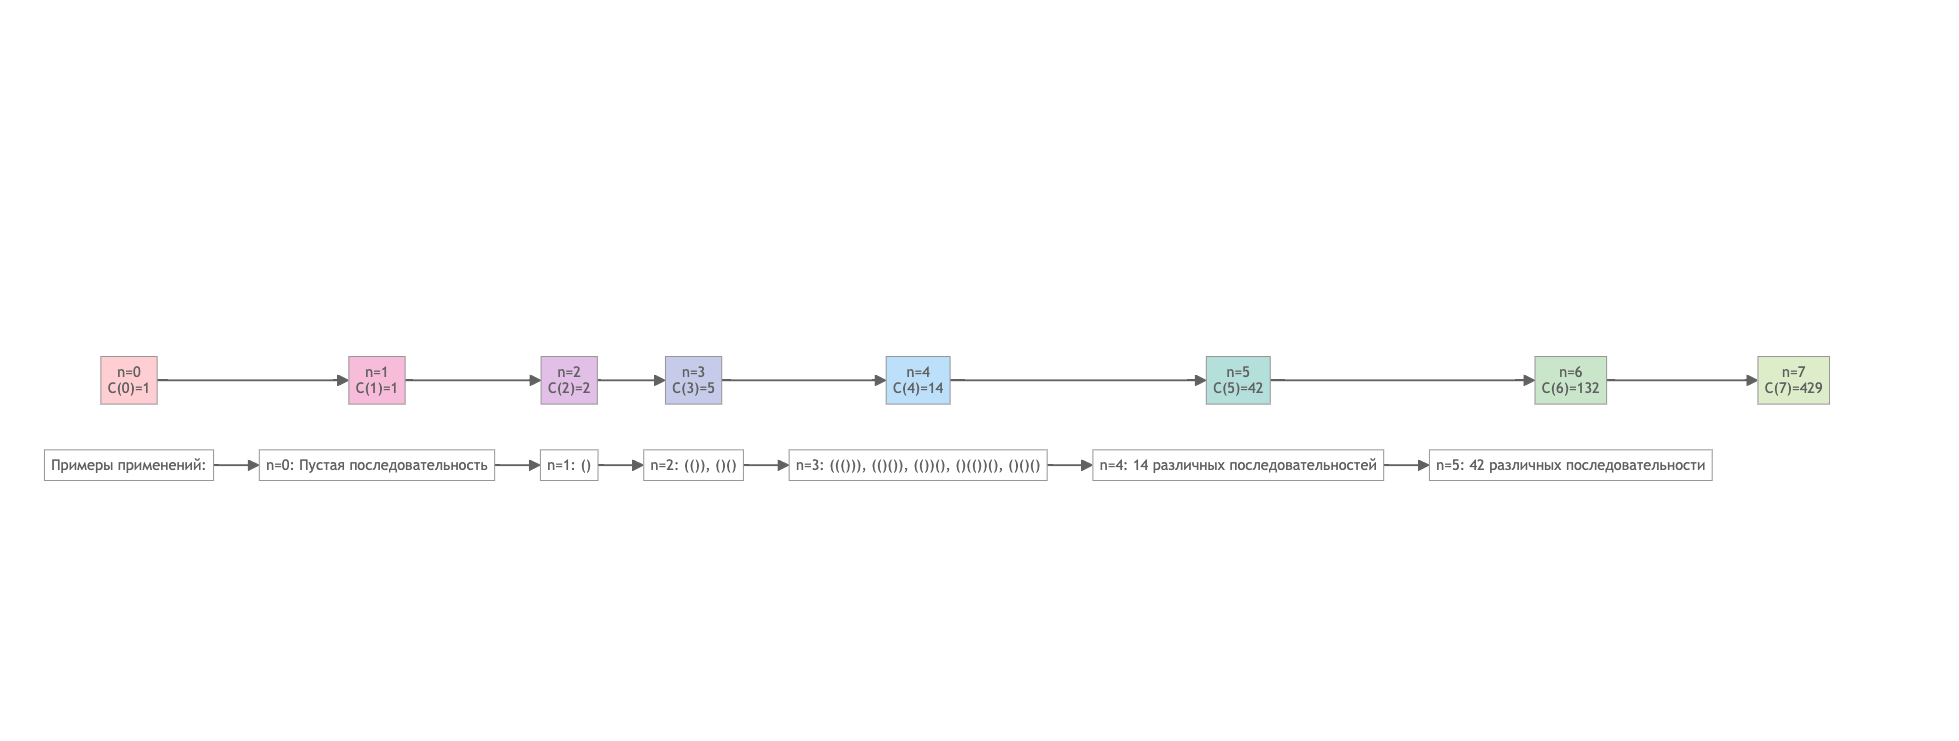 n=0
C(0)=1
n=1
C(1)=1
n=2
C(2)=2
n=3
C(3)=5
n=4
C(4)=14
n=5
C(5)=42
n=6
C(6)=132
n=7
C(7)=429
Примеры применений:
n=0: Пустая последовательность
n=1: ()
n=2: (()), ()()
n=3: ((())), (()()), (())(), ()(())(), ()()()
n=4: 14 различных последовательностей
n=5: 42 различных последовательности